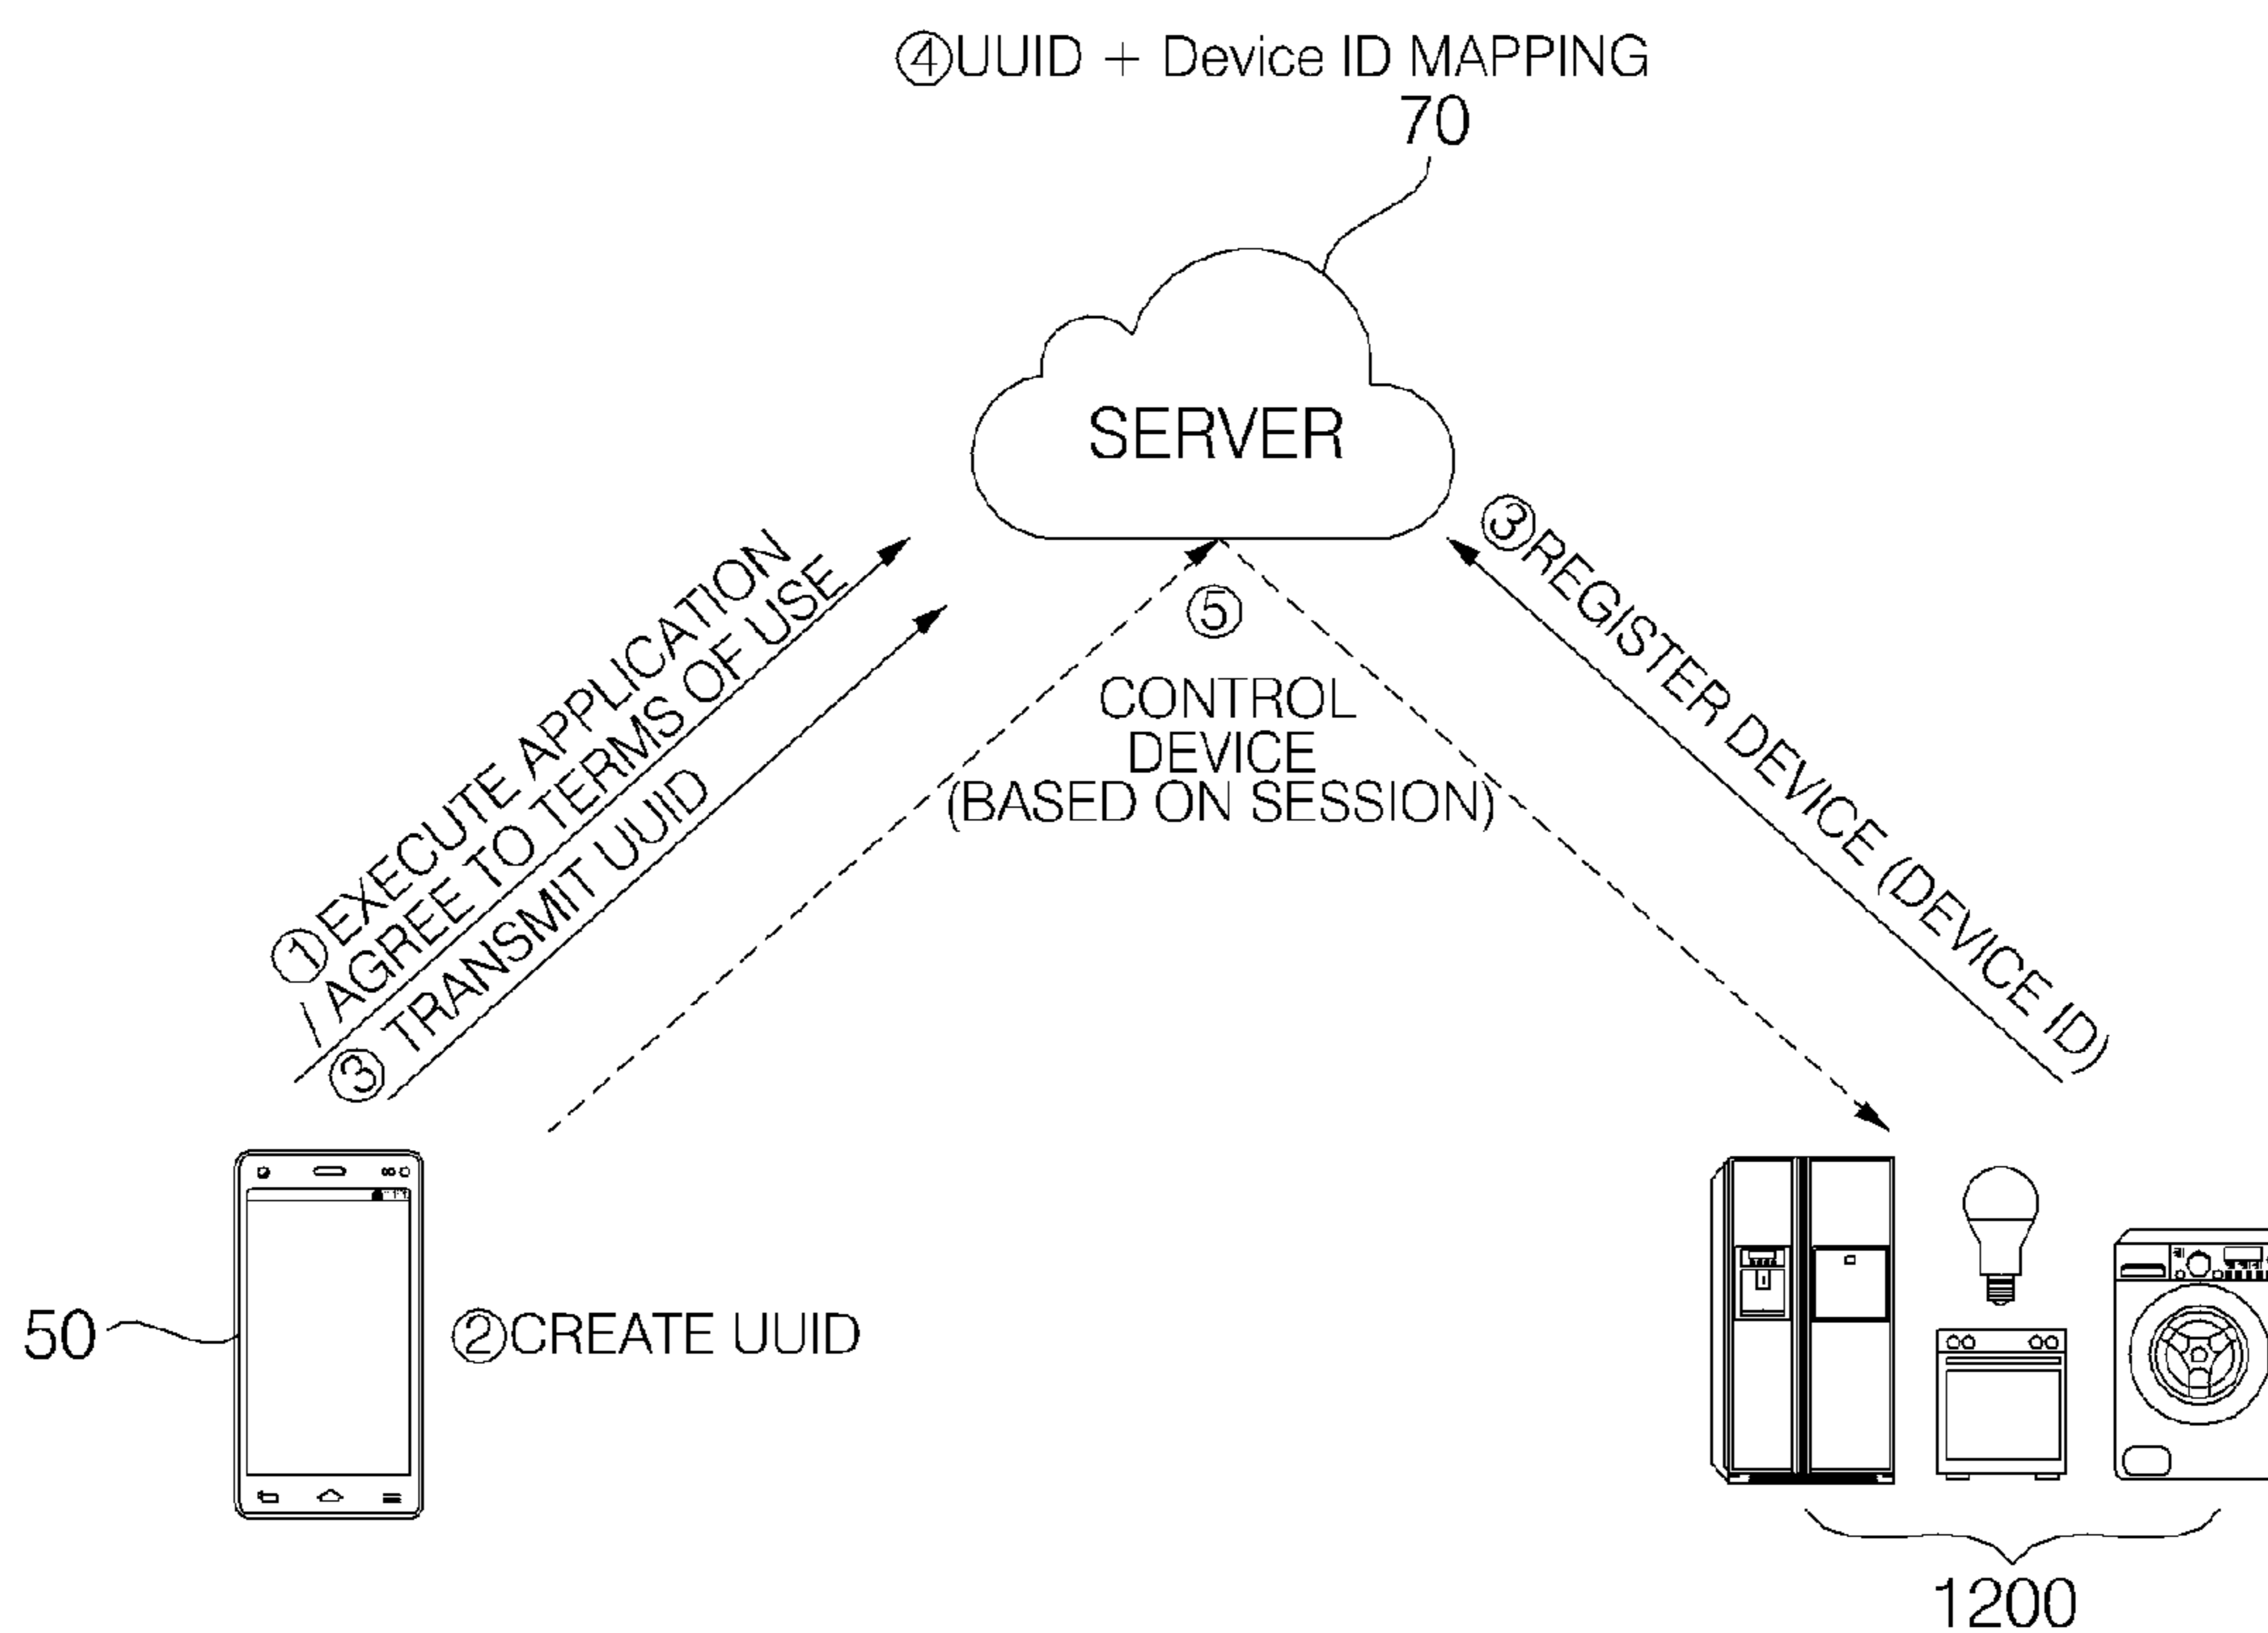 ④UUID + Device ID MAPPING
70
SERVER
①EXECUTE APPLICATION
/AGREE TO TERMS OF USE
③ TRANSMIT UUID
⑤
CONTROL
DEVICE
(BASED ON SESSION)
③REGISTER DEVICE (DEVICE ID)
50
②CREATE UUID
1200